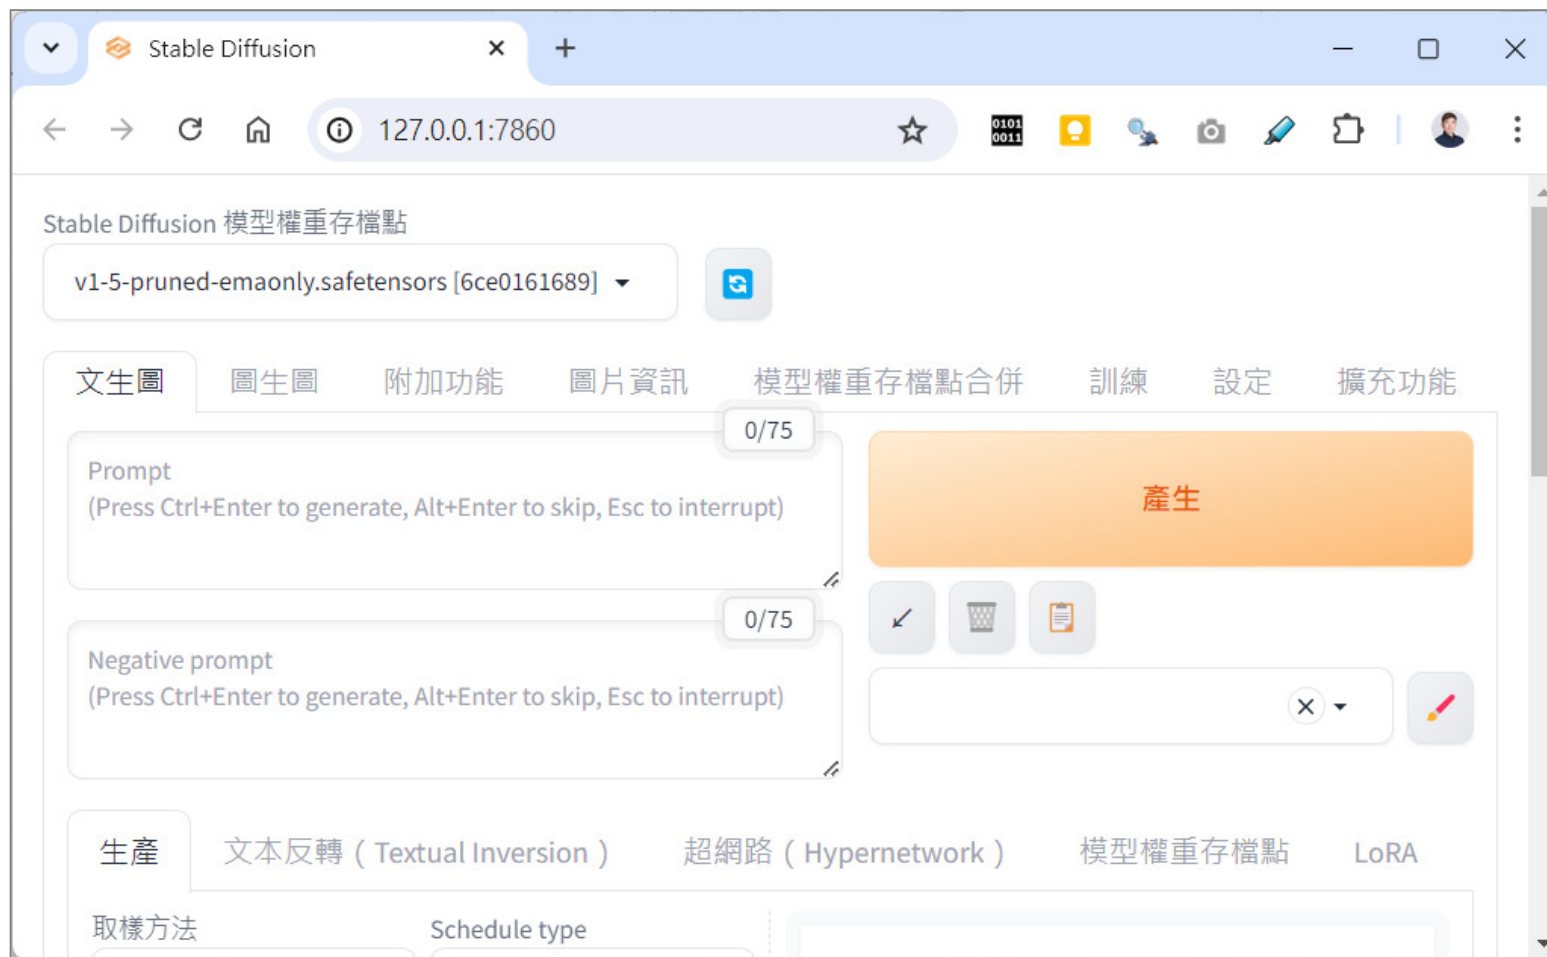 Stable Diffusion
127.0.0.1:7860
0101
0011
Stable Diffusion 模型權重存檔點
v1-5-pruned-emaonly.safetensors [6ce0161689]
文生圖 圖生圖 附加功能 圖片資訊 模型權重存檔點合併 訓練 設定 擴充功能
0/75
Prompt
(Press Ctrl+Enter to generate, Alt+Enter to skip, Esc to interrupt)
產生
0/75
Negative prompt
(Press Ctrl+Enter to generate, Alt+Enter to skip, Esc to interrupt)
生產 文本反轉（Textual Inversion） 超網路（Hypernetwork） 模型權重存檔點 LoRA
取樣方法 Schedule type